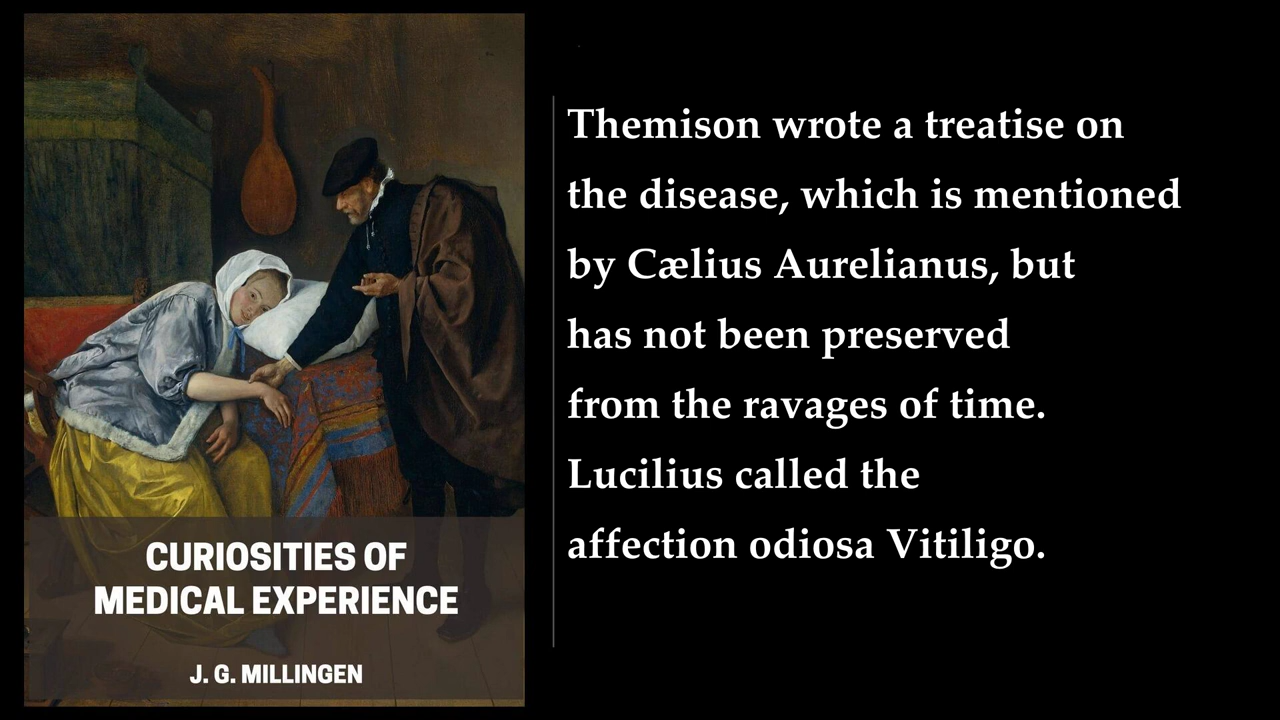 CURIOSITIES OF
MEDICAL EXPERIENCE
J. G. MILLINGEN
Themison wrote a treatise on
the disease, which is mentioned
by Cælius Aurelianus, but
has not been preserved
from the ravages of time.
Lucilius called the
affection odiosa Vitiligo.